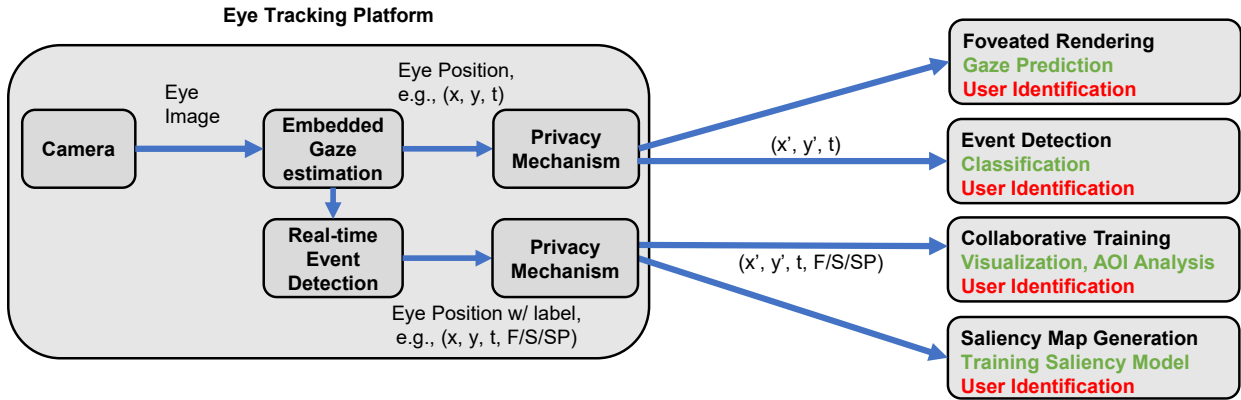 Eye Tracking Platform
Camera
Eye
Image
Embedded
Gaze
estimation
Eye Position,
e.g., (x, y, t)
Privacy
Mechanism
Real-time
Event
Detection
Eye Position w/ label,
e.g., (x, y, t, F/S/SP)
Privacy
Mechanism
(x’, y’, t)
(x’, y’, t, F/S/SP)
Foveated Rendering
Gaze Prediction
User Identification
Event Detection
Classification
User Identification
Collaborative Training
Visualization, AOI Analysis
User Identification
Saliency Map Generation
Training Saliency Model
User Identification